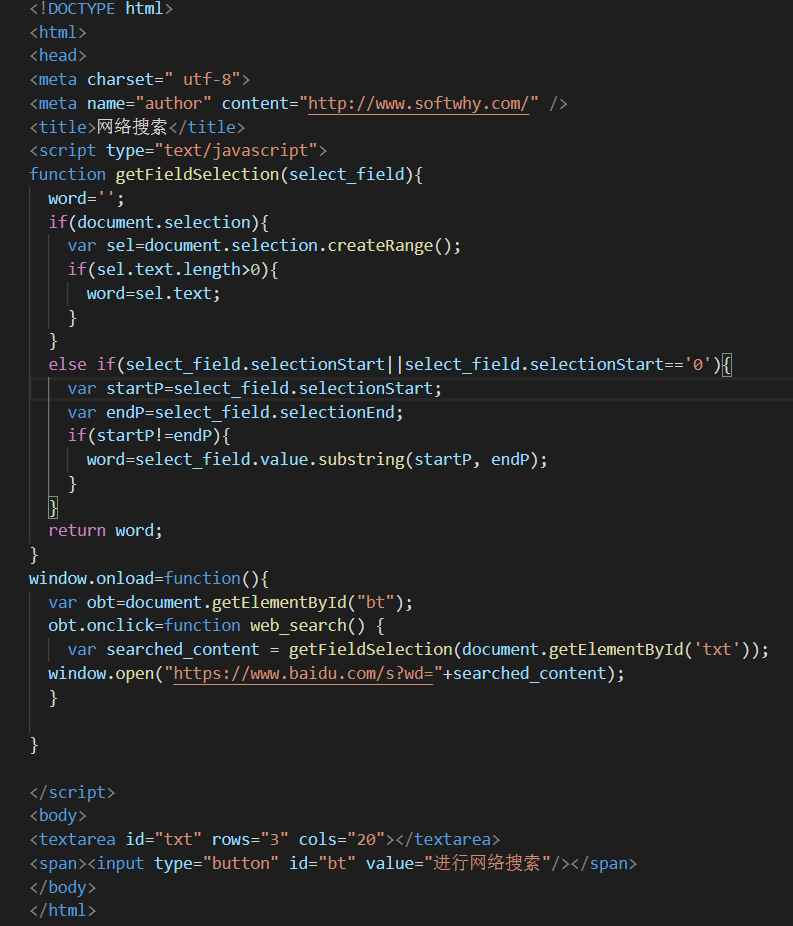 <!DOCTYPE html>
<html>
<head>
<meta charset=" utf-8">
<meta name="author" content="http://www.softwhy.com/" />
<title>网络搜索</title>
<script type="text/javascript">
function getFieldSelection(select_field){
  word='';
  if(document.selection){
    var sel=document.selection.createRange();
    if(sel.text.length>0){
      word=sel.text;
    }
  }
  else if(select_field.selectionStart||select_field.selectionStart=='0'){
    var startP=select_field.selectionStart;
    var endP=select_field.selectionEnd;
    if(startP!=endP){
      word=select_field.value.substring(startP, endP);
    }
  }
  return word;
}
window.onload=function(){
  var obt=document.getElementById("bt");
  obt.onclick=function web_search() {
    var searched_content = getFieldSelection(document.getElementById('txt'));
  window.open("https://www.baidu.com/s?wd="+searched_content);
  }

}

</script>
<body>
<textarea id="txt" rows="3" cols="20"></textarea>
<span><input type="button" id="bt" value="进行网络搜索"/></span>
</body>
</html>